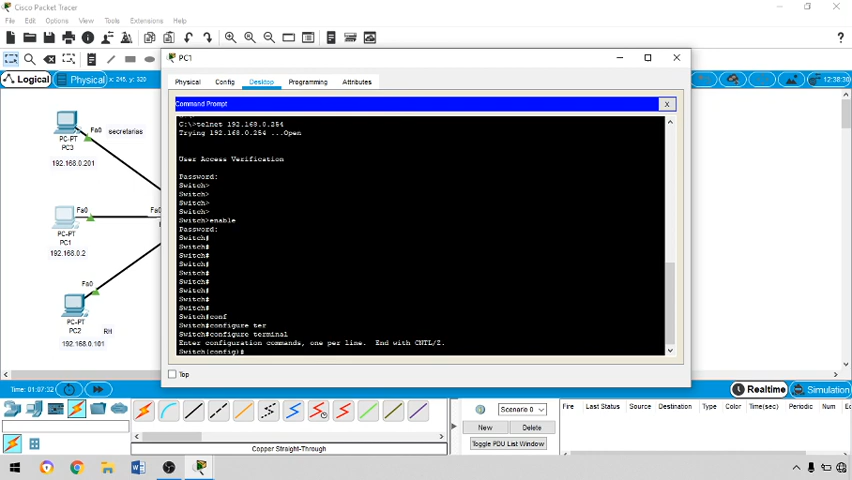 Cisco Packet Tracer
File Edit Options View Tools Extensions Help
Logical Physical x: 245, y: 320 12:38:30
PC1
Physical Config Desktop Programming Attributes
Command Prompt X
C:\>telnet 192.168.0.254
Trying 192.168.0.254 ...Open
User Access Verification
Password:
Switch>
Switch>
Switch>
Switch>
Switch>enable
Password:
Switch#
Switch#
Switch#
Switch#
Switch#
Switch#
Switch#
Switch#
Switch#
Switch#conf
Switch#configure ter
Switch#configure terminal
Enter configuration commands, one per line. End with CNTL/Z.
Switch(config)#
Top
Fa0 secretarias
PC-PT
PC3
192.168.0.201
Fa0 Fa0
PC-PT
PC1
192.168.0.2
Fa0
PC-PT
PC2 RH
192.168.0.101
Time: 01:07:32 Realtime Simulation
Scenario 0
New Delete
Toggle PDU List Window
Fire Last Status Source Destination Type Color Time(sec) Periodic Num
Copper Straight-Through